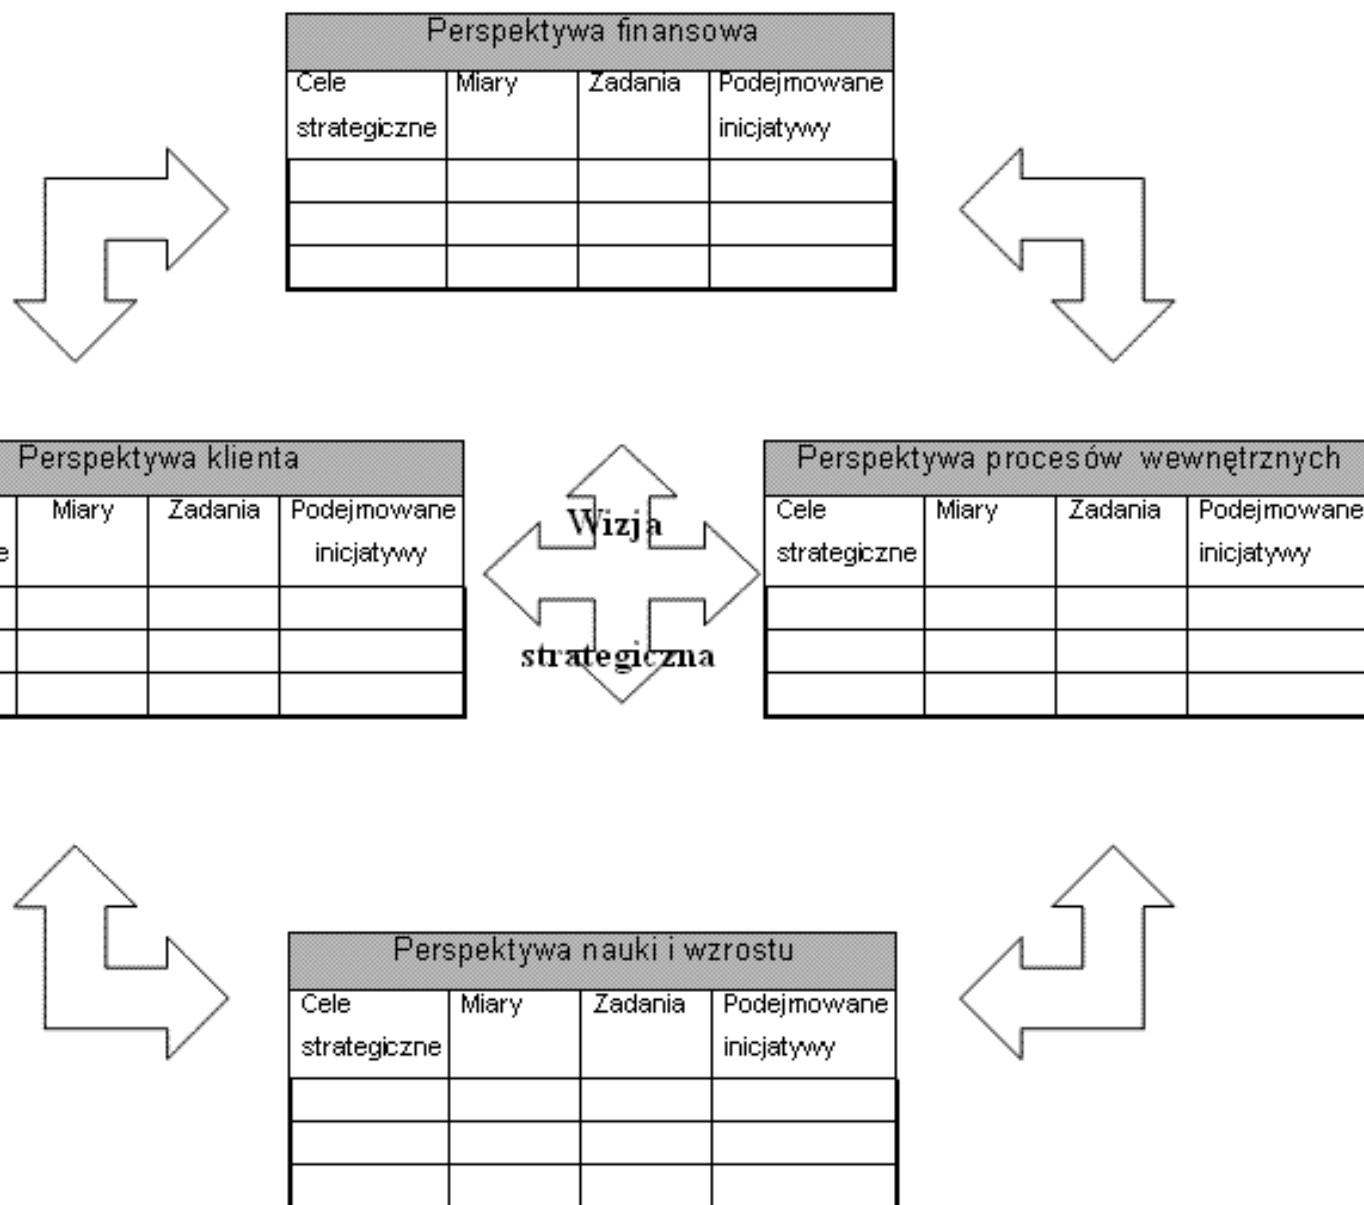 Perspektywa finansowa
Cele Miary Zadania Podejmowane
strategiczne inicjatywy
Perspektywa klienta
Miary Zadania Podejmowane
inicjatywy
Wizja
strategiczna
Perspektywa procesów wewnętrznych
Cele Miary Zadania Podejmowane
strategiczne inicjatywy
Perspektywa nauki i wzrostu
Cele Miary Zadania Podejmowane
strategiczne inicjatywy